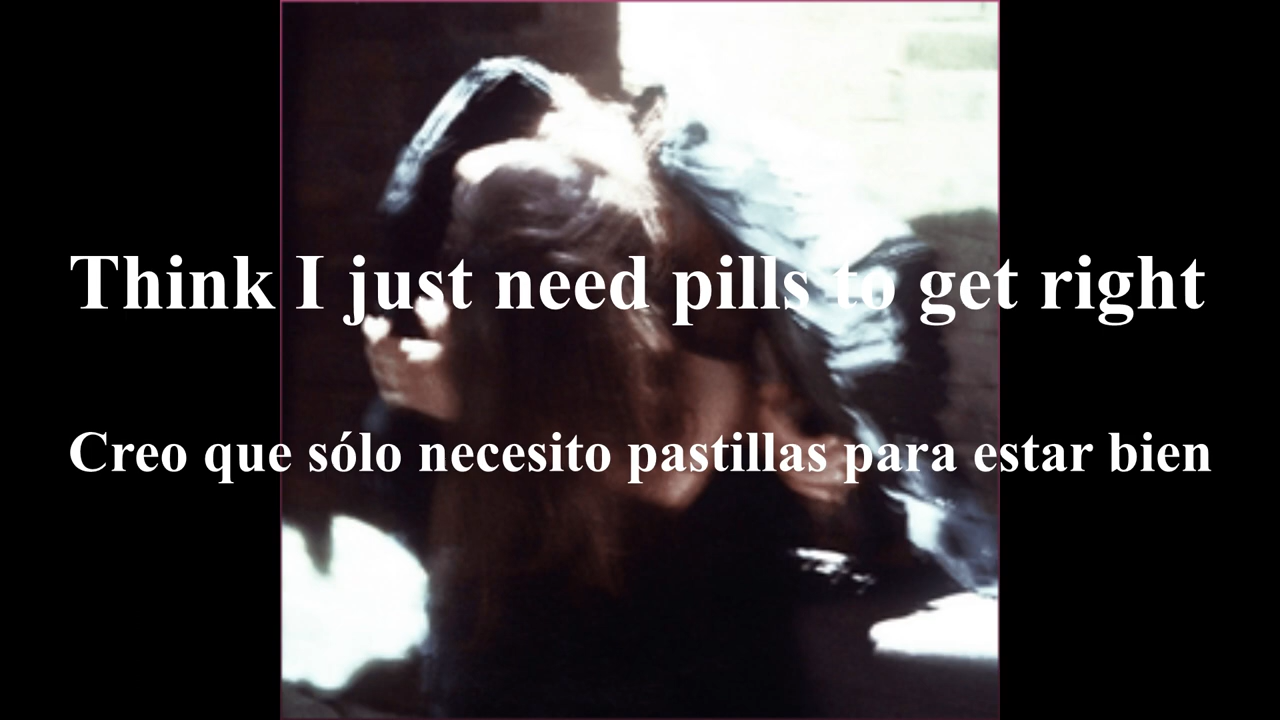 Think I just need pills to get right
Creo que sólo necesito pastillas para estar bien